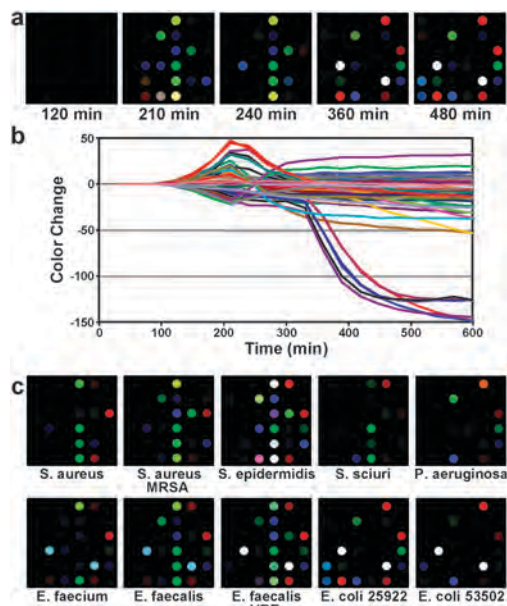 a
120 min 210 min 240 min 360 min 480 min
b
50
0
-50
-100
-150
Color Change
0 100 200 300 400 500 600
Time (min)
c
S. aureus S. aureus S. epidermidis S. sciuri P. aeruginosa
MRSA
E. faecium E. faecalis E. faecalis E. coli 25922 E. coli 53502